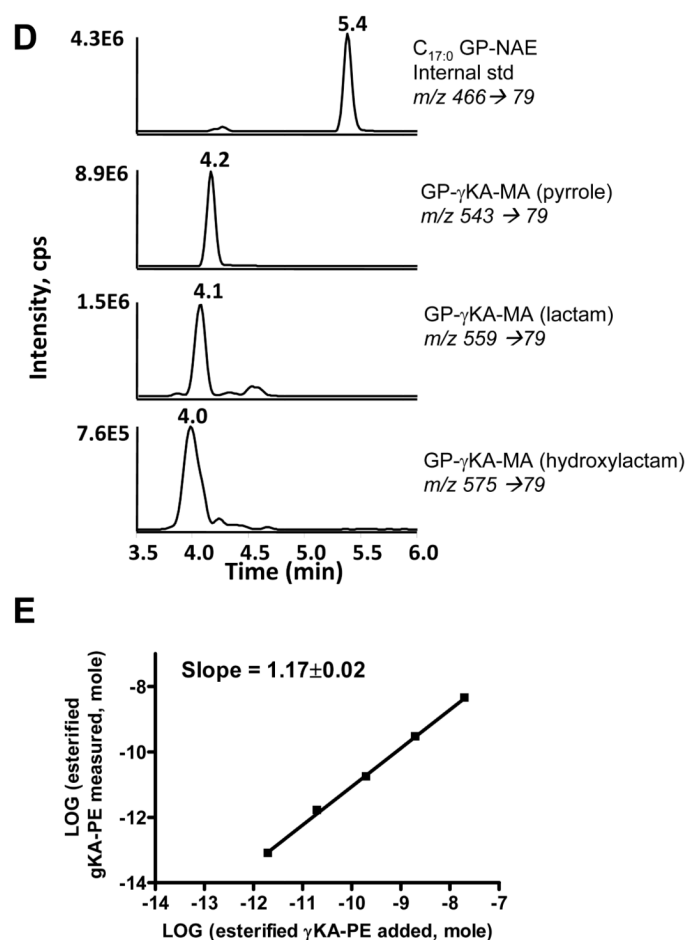 D
4.3E6
5.4
C17:0 GP-NAE
Internal std
m/z 466→ 79
8.9E6
4.2
GP-γKA-MA (pyrrole)
m/z 543 → 79
Intensity, cps
1.5E6
4.1
GP-γKA-MA (lactam)
m/z 559 →79
7.6E5
4.0
GP-γKA-MA (hydroxylactam)
m/z 575 →79
3.5 4.0 4.5 5.0 5.5 6.0
Time (min)
E
Slope = 1.17±0.02
LOG (esterified
gKA-PE measured, mole)
-8
-10
-12
-14
-14 -13 -12 -11 -10 -9 -8 -7
LOG (esterified γKA-PE added, mole)